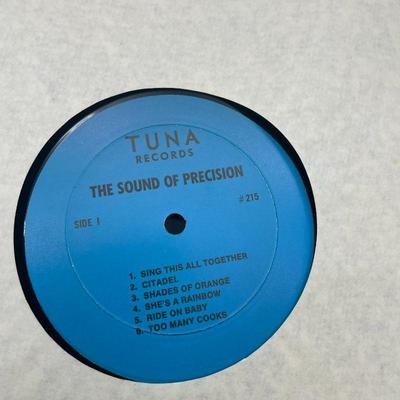 TUNA
RECORDS
THE SOUND OF PRECISION
SIDE 1 #215
1. SING THIS ALL TOGETHER
2. CITADEL
3. SHADES OF ORANGE
4. SHE'S A RAINBOW
5. RIDE ON BABY
6. TOO MANY COOKS